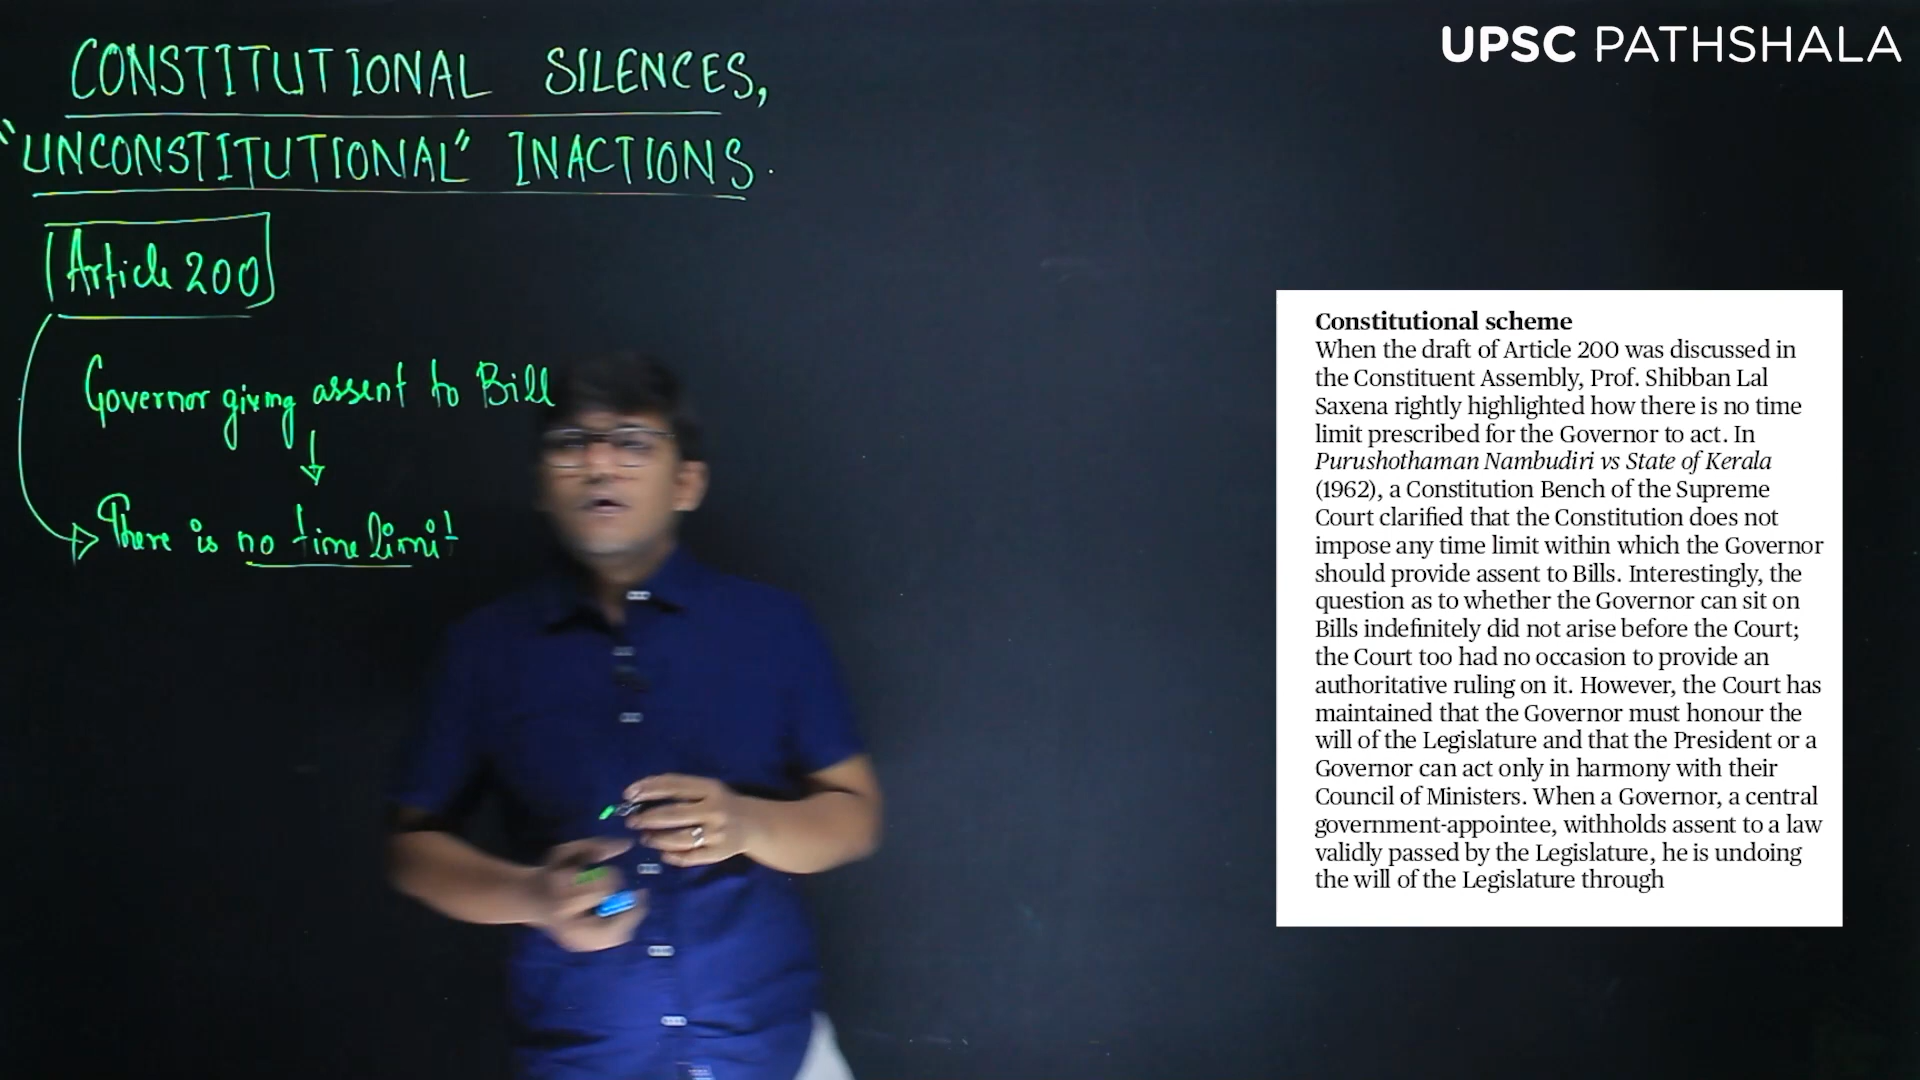 UPSC PATHSHALA
CONSTITUTIONAL SILENCES,
"UNCONSTITUTIONAL" INACTIONS.
Article 200
Governor giving assent to Bill
There is no time limit
Constitutional scheme
When the draft of Article 200 was discussed in
the Constituent Assembly, Prof. Shibban Lal
Saxena rightly highlighted how there is no time
limit prescribed for the Governor to act. In
Purushothaman Nambudiri vs State of Kerala
(1962), a Constitution Bench of the Supreme
Court clarified that the Constitution does not
impose any time limit within which the Governor
should provide assent to Bills. Interestingly, the
question as to whether the Governor can sit on
Bills indefinitely did not arise before the Court;
the Court too had no occasion to provide an
authoritative ruling on it. However, the Court has
maintained that the Governor must honour the
will of the Legislature and that the President or a
Governor can act only in harmony with their
Council of Ministers. When a Governor, a central
government-appointee, withholds assent to a law
validly passed by the Legislature, he is undoing
the will of the Legislature through